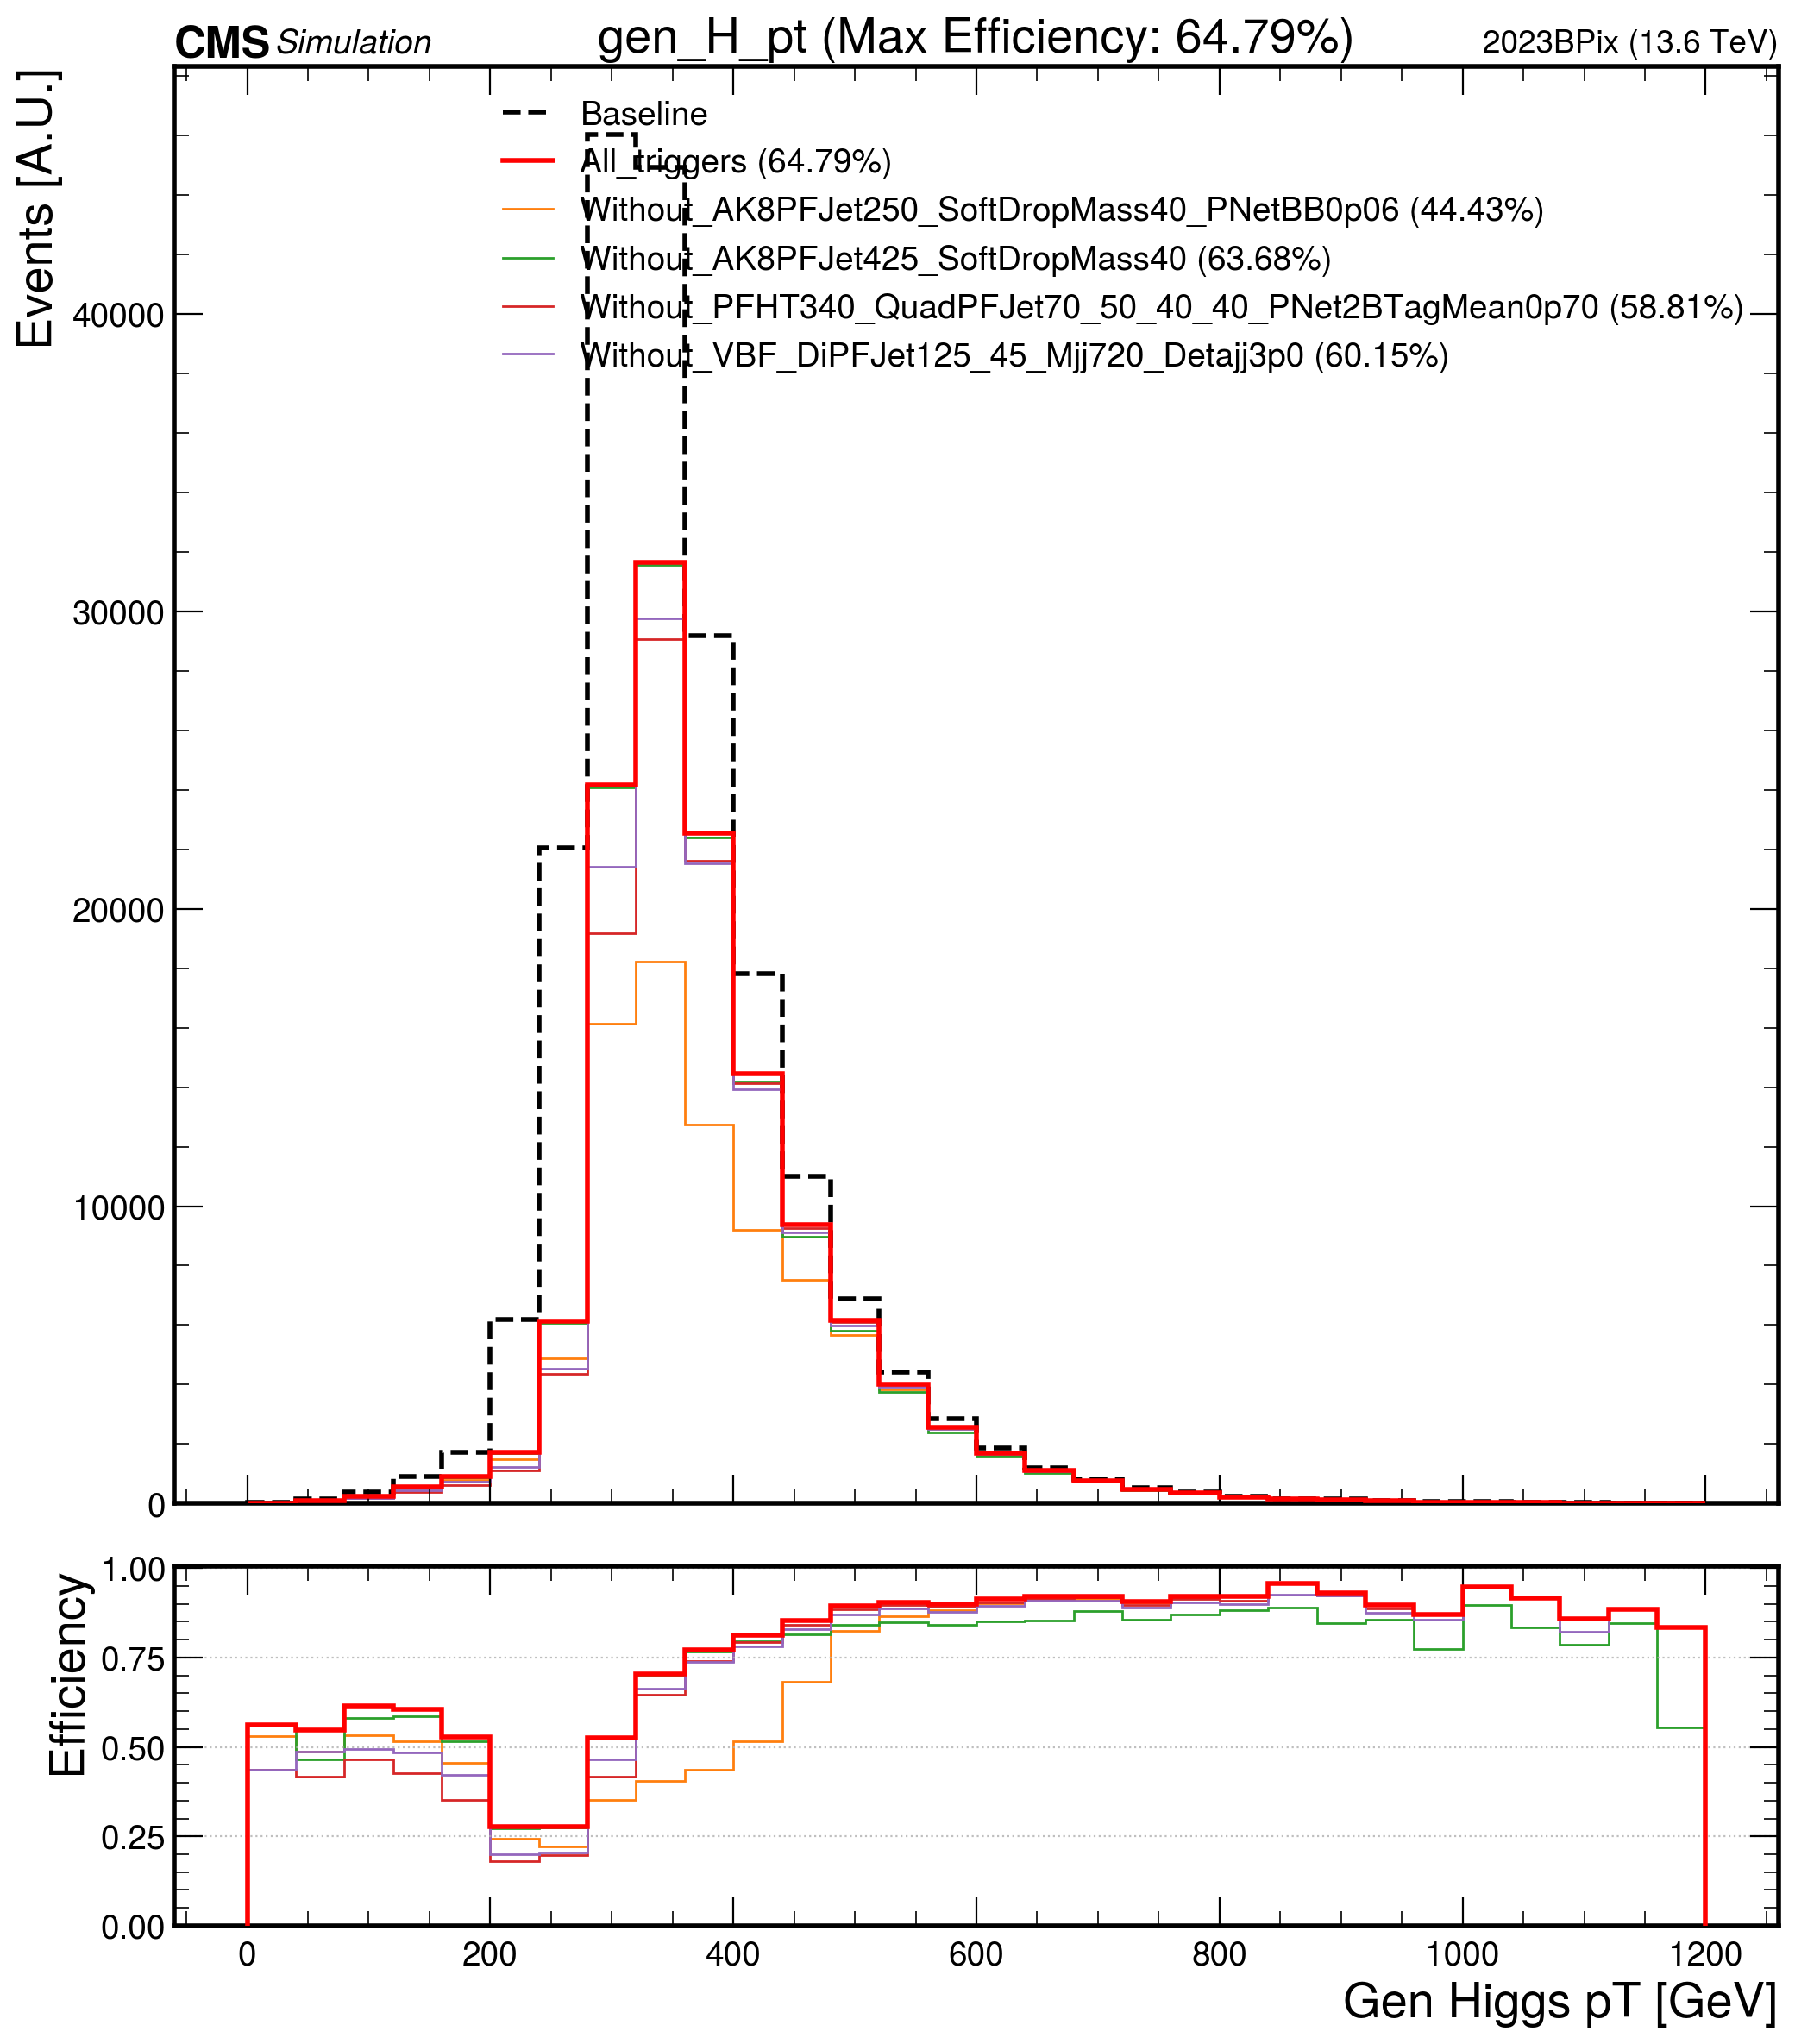 CMS Simulation gen_H_pt (Max Efficiency: 64.79%) 2023BPix (13.6 TeV)
Events [A.U.]
Baseline
All_triggers (64.79%)
Without_AK8PFJet250_SoftDropMass40_PNetBB0p06 (44.43%)
Without_AK8PFJet425_SoftDropMass40 (63.68%)
Without_PFHT340_QuadPFJet70_50_40_40_PNet2BTagMean0p70 (58.81%)
Without_VBF_DiPFJet125_45_Mjj720_Detajj3p0 (60.15%)
40000
30000
20000
10000
0
Efficiency
1.00
0.75
0.50
0.25
0.00
0 200 400 600 800 1000 1200
Gen Higgs pT [GeV]